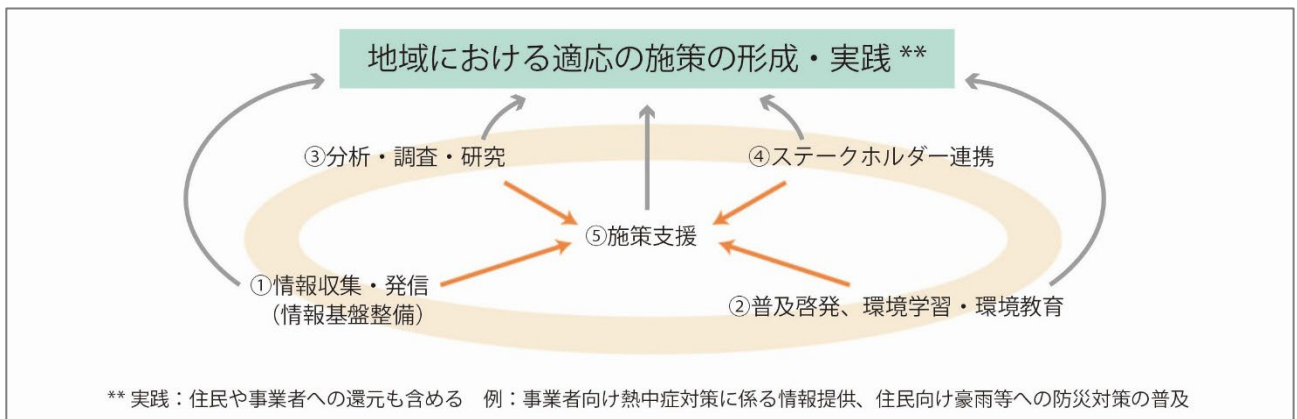 地域における適応の施策の形成・実践 **
③分析・調査・研究
④ステークホルダー連携
⑤施策支援
①情報収集・発信
（情報基盤整備）
②普及啓発、環境学習・環境教育
** 実践：住民や事業者への還元も含める　例：事業者向け熱中症対策に係る情報提供、住民向け豪雨等への防災対策の普及